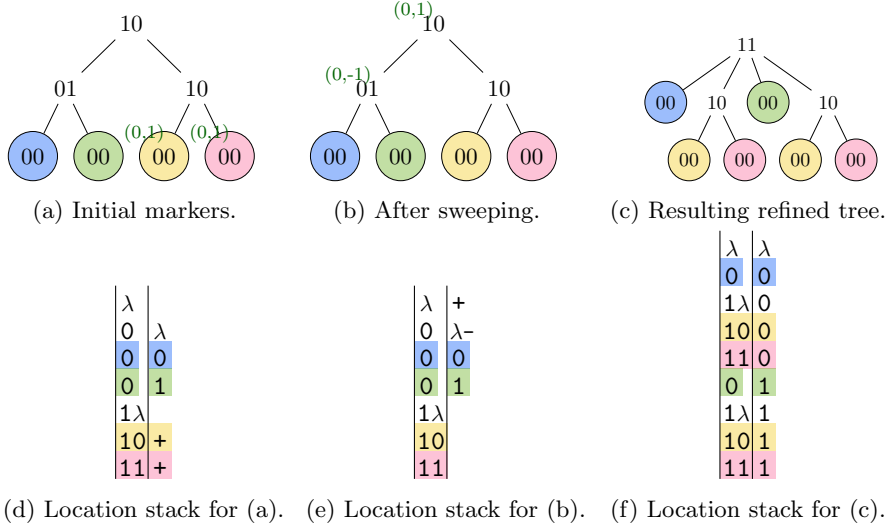 (0,1)
10
10
11
(0,-1)
01
10
01
10
00
10
00
10
(0,1)
(0,1)
00
00
00
00
00
00
00
00
00
00
00
00
(a) Initial markers.
(b) After sweeping.
(c) Resulting refined tree.
λ
0 λ
0 0
0 1
1λ
10 +
11 +
λ +
0 λ-
0 0
0 1
1λ
10
11
λ λ
0 0
1λ 0
10 0
11 0
0 1
1λ 1
10 1
11 1
(d) Location stack for (a).
(e) Location stack for (b).
(f) Location stack for (c).